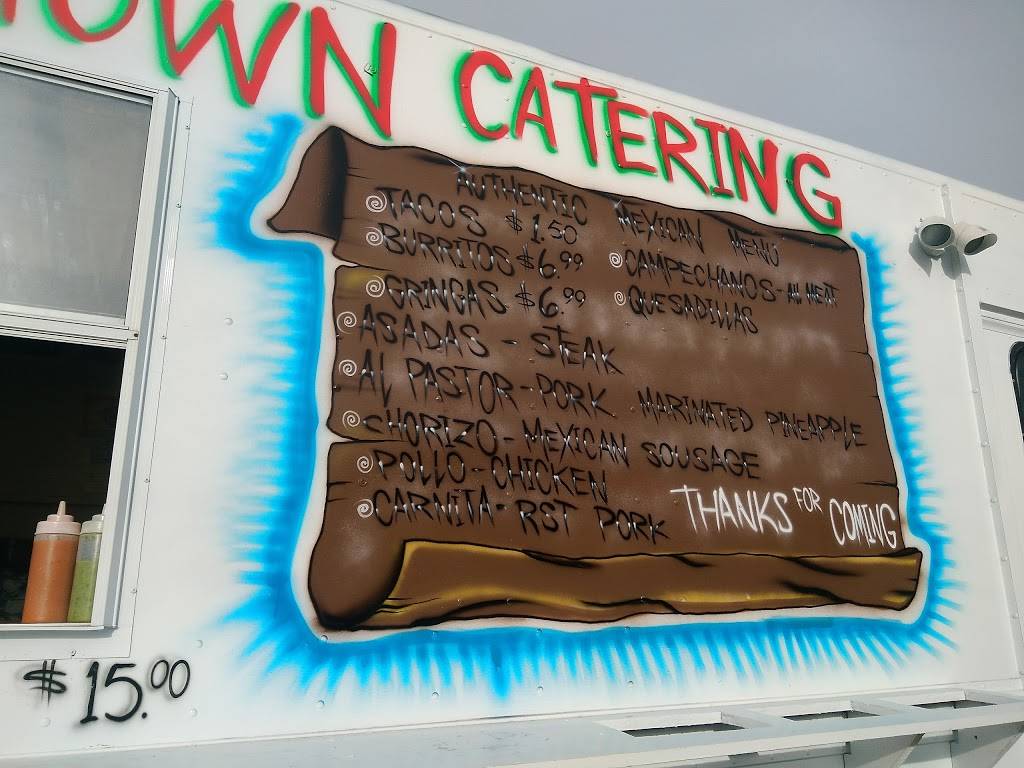 OWN CATERING
AUTHENTIC MEXICAN MENU
TACOS $1.50
BURRITOS $6.99
GRINGAS $6.99
ASADAS - STEAK
AL PASTOR - PORK MARINATED PINEAPPLE
CHORIZO - MEXICAN SOUSAGE
POLLO - CHICKEN
CARNITA - RST PORK
CAMPECHANOS - All MEAT
QUESADILLAS
THANKS FOR COMING
$15.00